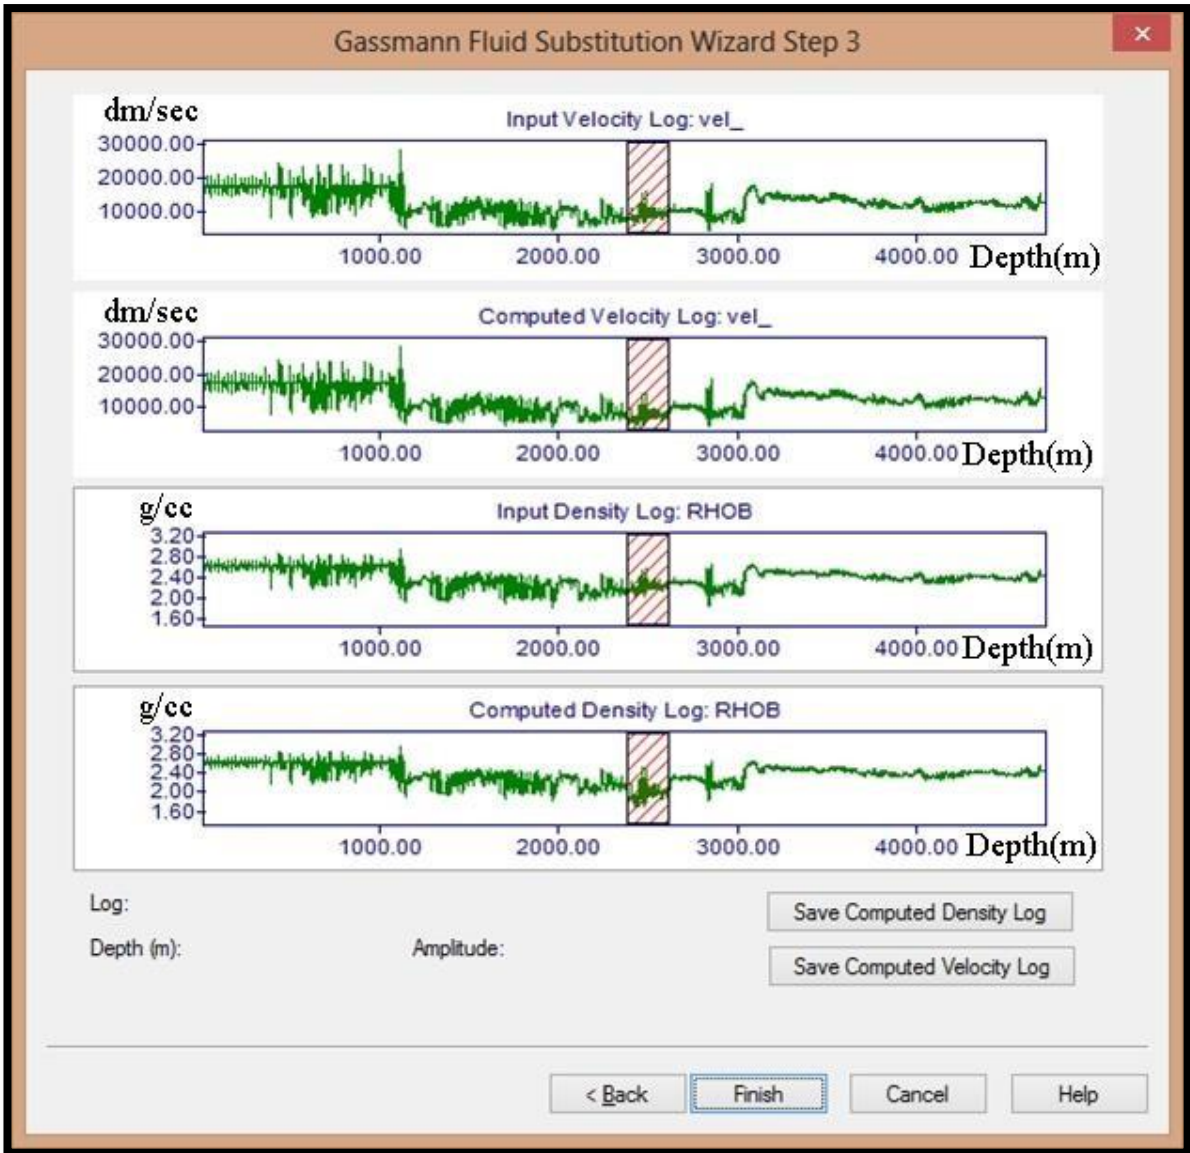 Gassmann Fluid Substitution Wizard Step 3
dm/sec
Input Velocity Log: vel_
30000.00
20000.00
10000.00
1000.00 2000.00 3000.00 4000.00 Depth(m)
dm/sec
Computed Velocity Log: vel_
30000.00
20000.00
10000.00
1000.00 2000.00 3000.00 4000.00 Depth(m)
g/cc
Input Density Log: RHOB
3.20
2.80
2.40
2.00
1.60
1000.00 2000.00 3000.00 4000.00 Depth(m)
g/cc
Computed Density Log: RHOB
3.20
2.80
2.40
2.00
1.60
1000.00 2000.00 3000.00 4000.00 Depth(m)
Log:
Save Computed Density Log
Depth (m): Amplitude:
Save Computed Velocity Log
< Back Finish Cancel Help